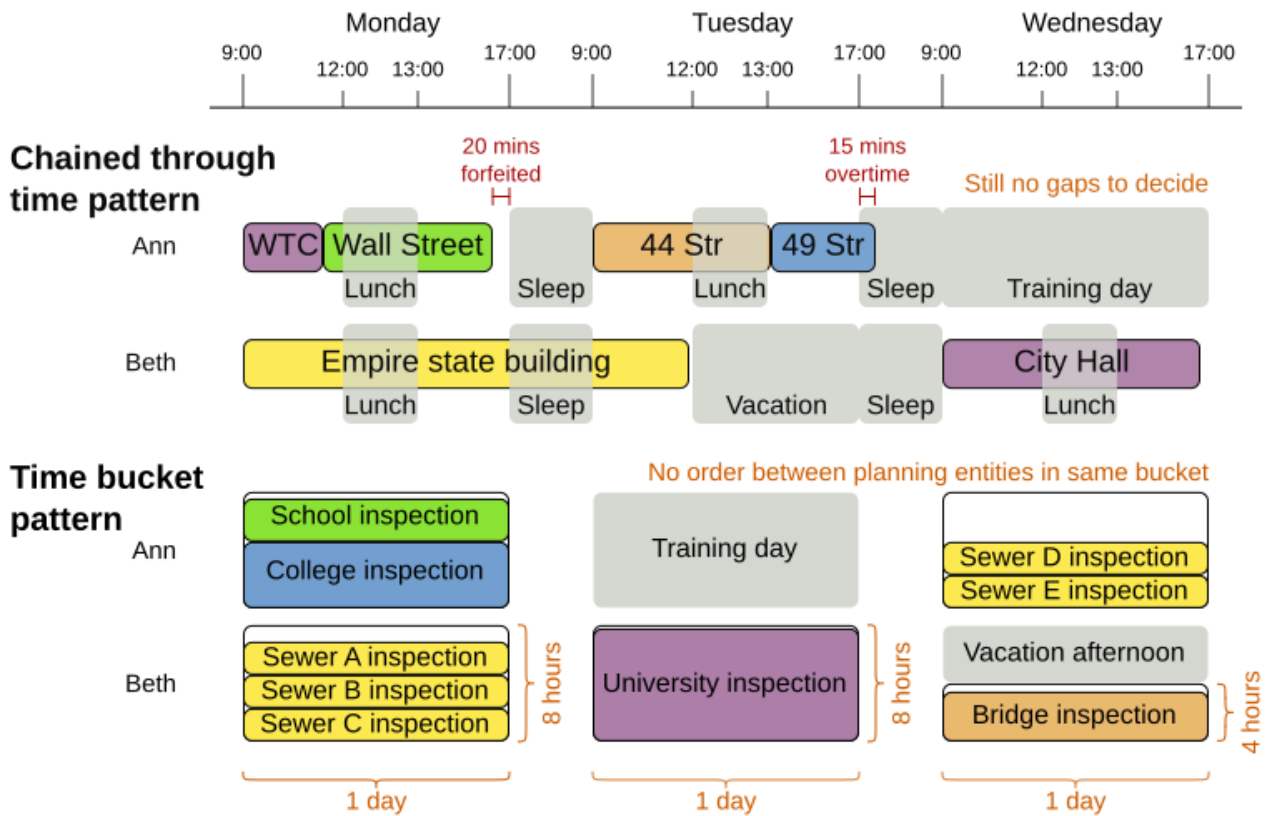 Monday Tuesday Wednesday
9:00 17:00 9:00 17:00 9:00 17:00
12:00 13:00 12:00 13:00 12:00 13:00
20 mins
forfeited
15 mins
overtime
Chained through
time pattern
Still no gaps to decide
Ann
WTC Wall Street 44 Str 49 Str
Lunch Sleep Lunch Sleep Training day
Beth
Empire state building City Hall
Lunch Sleep Vacation Sleep Lunch
Time bucket
pattern
No order between planning entities in same bucket
Ann
School inspection
College inspection
Training day
Sewer D inspection
Sewer E inspection
Beth
Sewer A inspection
Sewer B inspection
Sewer C inspection
8 hours
University inspection
8 hours
Vacation afternoon
Bridge inspection
4 hours
1 day 1 day 1 day